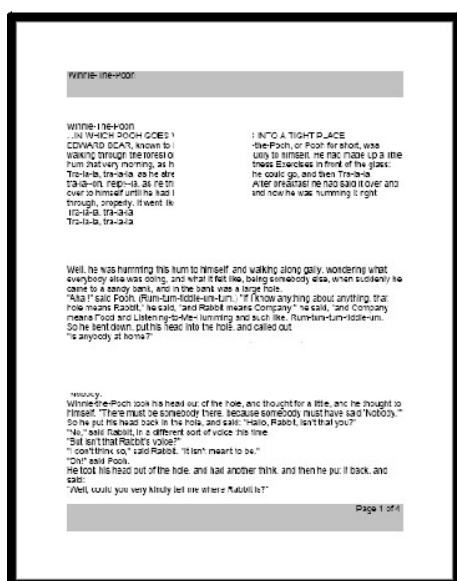 Winnie-The-Pooh
Winnie-The-Pooh
...IN WHICH POOH GOES INTO A TIGHT PLACE
EDWARD BEAR, known to -the-Pooh, or Pooh for short, was
walking through the forest o udly to himself. He had made up a little
hum that very morning, as h tness Exercises in front of the glass:
Tra-la-la, tra-la-la, as he stre he could go, and then Tra-la-la
tra-la--oh, help!--la, as he tri After breakfast he had said it over and
over to himself until he had l and now he was humming it right
through, properly. It went lik
Tra-la-la, tra-la-la
Tra-la-la, tra-la-la
Well, he was humming this hum to himself and walking along gaily, wondering what
everybody else was doing, and what it felt like, being somebody else, when suddenly he
came to a sandy bank, and in the bank was a large hole.
"Aha!" said Pooh. (Rum-tum-tiddle-um-tum.) "If I know anything about anything, that
hole means Rabbit," he said, "and Rabbit means Company," he said, "and Company
means Food and Listening-to-Me-Humming and such like. Rum-tum-tum-tiddle-um.
So he bent down, put his head into the hole, and called out:
"Is anybody at home?"
"Nobody."
Winnie-the-Pooh took his head out of the hole, and thought for a little, and he thought to
himself, "There must be somebody there, because somebody must have said 'Nobody.'"
So he put his head back in the hole, and said: "Hallo, Rabbit, isn't that you?"
"No," said Rabbit, in a different sort of voice this time.
"But isn't that Rabbit's voice?"
"I don't think so," said Rabbit. "It isn't meant to be."
"Oh!" said Pooh.
He took his head out of the hole, and had another think, and then he put it back, and
said:
"Well, could you very kindly tell me where Rabbit is?"
Page 1 of 4